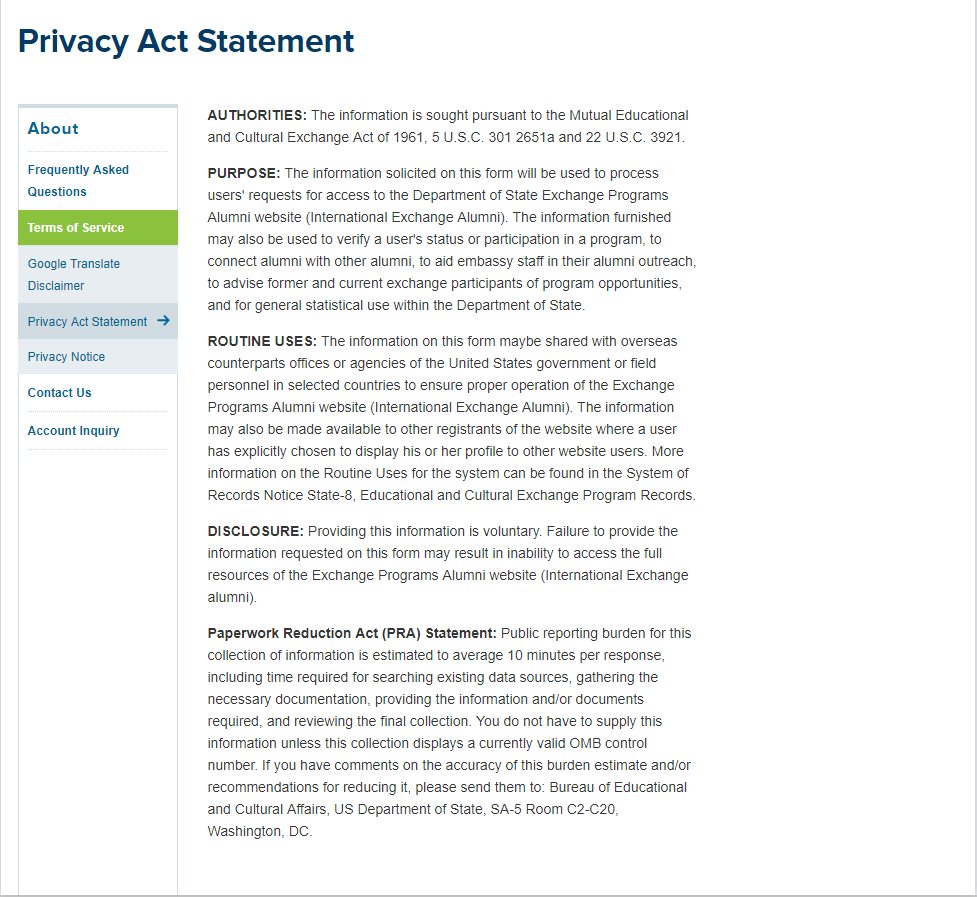 Privacy Act Statement
About
Frequently Asked
Questions
Terms of Service
Google Translate
Disclaimer
Privacy Act Statement
Privacy Notice
Contact Us
Account Inquiry
AUTHORITIES: The information is sought pursuant to the Mutual Educational
and Cultural Exchange Act of 1961, 5 U.S.C. 301 2651a and 22 U.S.C. 3921.
PURPOSE: The information solicited on this form will be used to process
users' requests for access to the Department of State Exchange Programs
Alumni website (International Exchange Alumni). The information furnished
may also be used to verify a user's status or participation in a program, to
connect alumni with other alumni, to aid embassy staff in their alumni outreach,
to advise former and current exchange participants of program opportunities,
and for general statistical use within the Department of State.
ROUTINE USES: The information on this form maybe shared with overseas
counterparts offices or agencies of the United States government or field
personnel in selected countries to ensure proper operation of the Exchange
Programs Alumni website (International Exchange Alumni). The information
may also be made available to other registrants of the website where a user
has explicitly chosen to display his or her profile to other website users. More
information on the Routine Uses for the system can be found in the System of
Records Notice State-8, Educational and Cultural Exchange Program Records.
DISCLOSURE: Providing this information is voluntary. Failure to provide the
information requested on this form may result in inability to access the full
resources of the Exchange Programs Alumni website (International Exchange
alumni).
Paperwork Reduction Act (PRA) Statement: Public reporting burden for this
collection of information is estimated to average 10 minutes per response,
including time required for searching existing data sources, gathering the
necessary documentation, providing the information and/or documents
required, and reviewing the final collection. You do not have to supply this
information unless this collection displays a currently valid OMB control
number. If you have comments on the accuracy of this burden estimate and/or
recommendations for reducing it, please send them to: Bureau of Educational
and Cultural Affairs, US Department of State, SA-5 Room C2-C20,
Washington, DC.